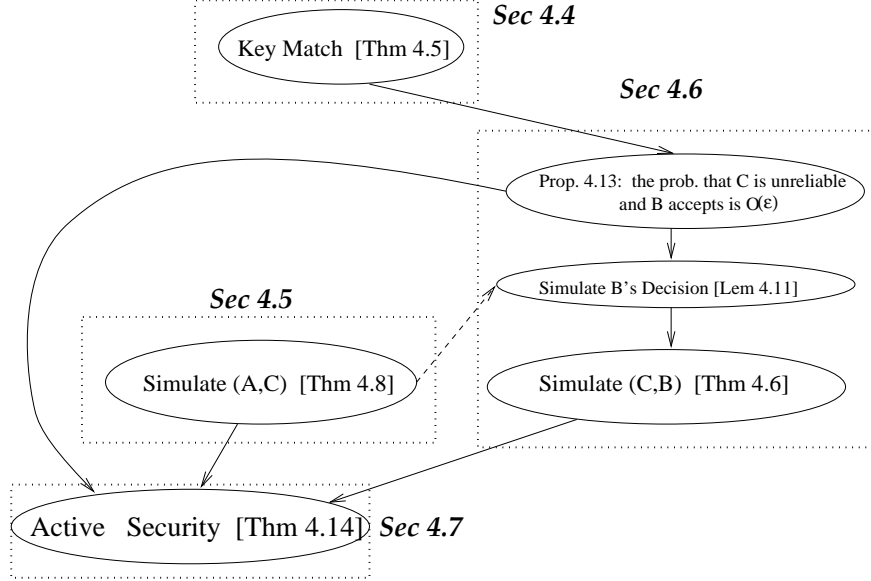 Sec 4.4
Key Match [Thm 4.5]
Sec 4.6
Prop. 4.13: the prob. that C is unreliable
and B accepts is O(ε)
Simulate B's Decision [Lem 4.11]
Sec 4.5
Simulate (A,C) [Thm 4.8]
Simulate (C,B) [Thm 4.6]
Active Security [Thm 4.14]
Sec 4.7